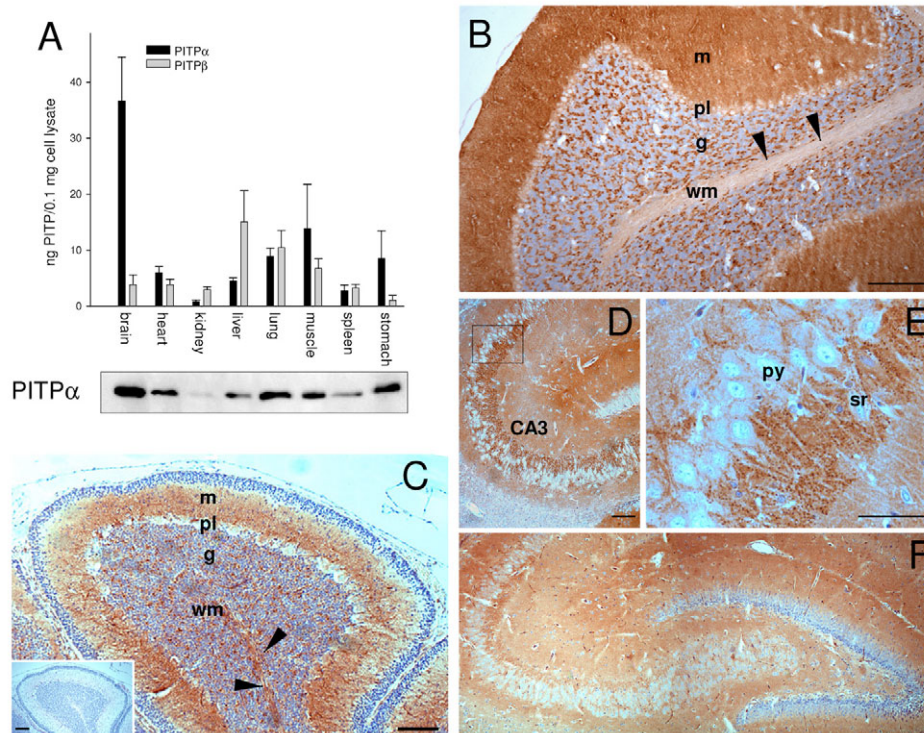 A
PITPα
PITPβ
ng PITP/0.1 mg cell lysate
40
30
20
10
0
brain
heart
kidney
liver
lung
muscle
spleen
stomach
PITPα
B
m
pl
g
wm
C
m
pl
g
wm
D
CA3
E
py
sr
F